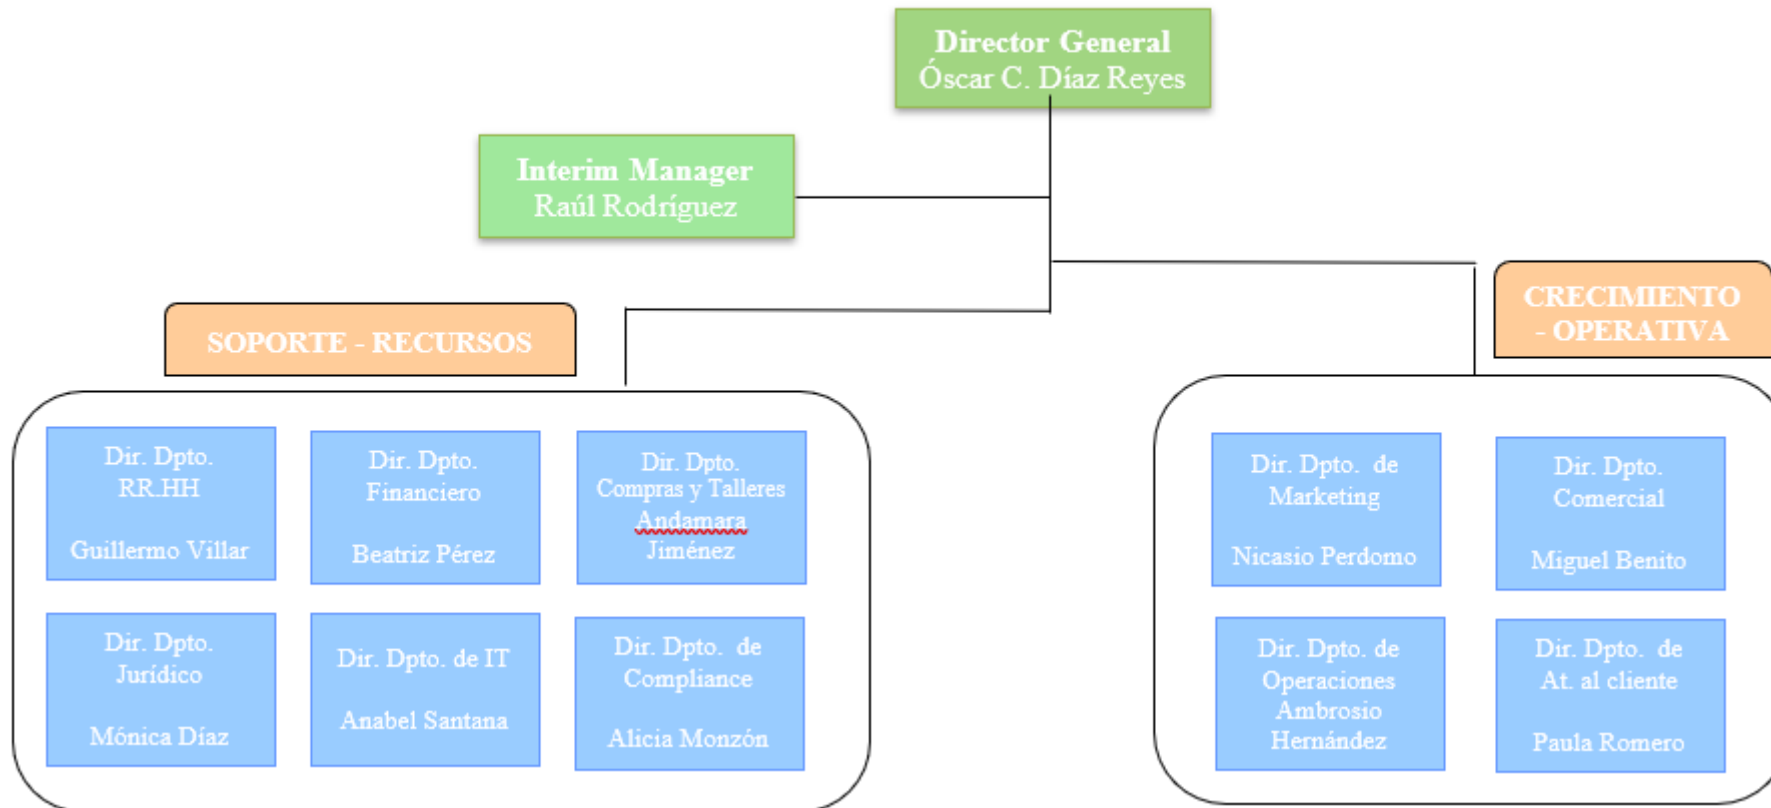 Director General
Óscar C. Díaz Reyes
Interim Manager
Raúl Rodríguez
SOPORTE - RECURSOS
CRECIMIENTO
- OPERATIVA
Dir. Dpto.
RR.HH
Guillermo Villar
Dir. Dpto.
Financiero
Beatriz Pérez
Dir. Dpto.
Compras y Talleres
Andamara
Jiménez
Dir. Dpto. de
Marketing
Nicasio Perdomo
Dir. Dpto.
Comercial
Miguel Benito
Dir. Dpto.
Jurídico
Mónica Díaz
Dir. Dpto. de IT
Anabel Santana
Dir. Dpto. de
Compliance
Alicia Monzón
Dir. Dpto. de
Operaciones
Ambrosio
Hernández
Dir. Dpto. de
At. al cliente
Paula Romero